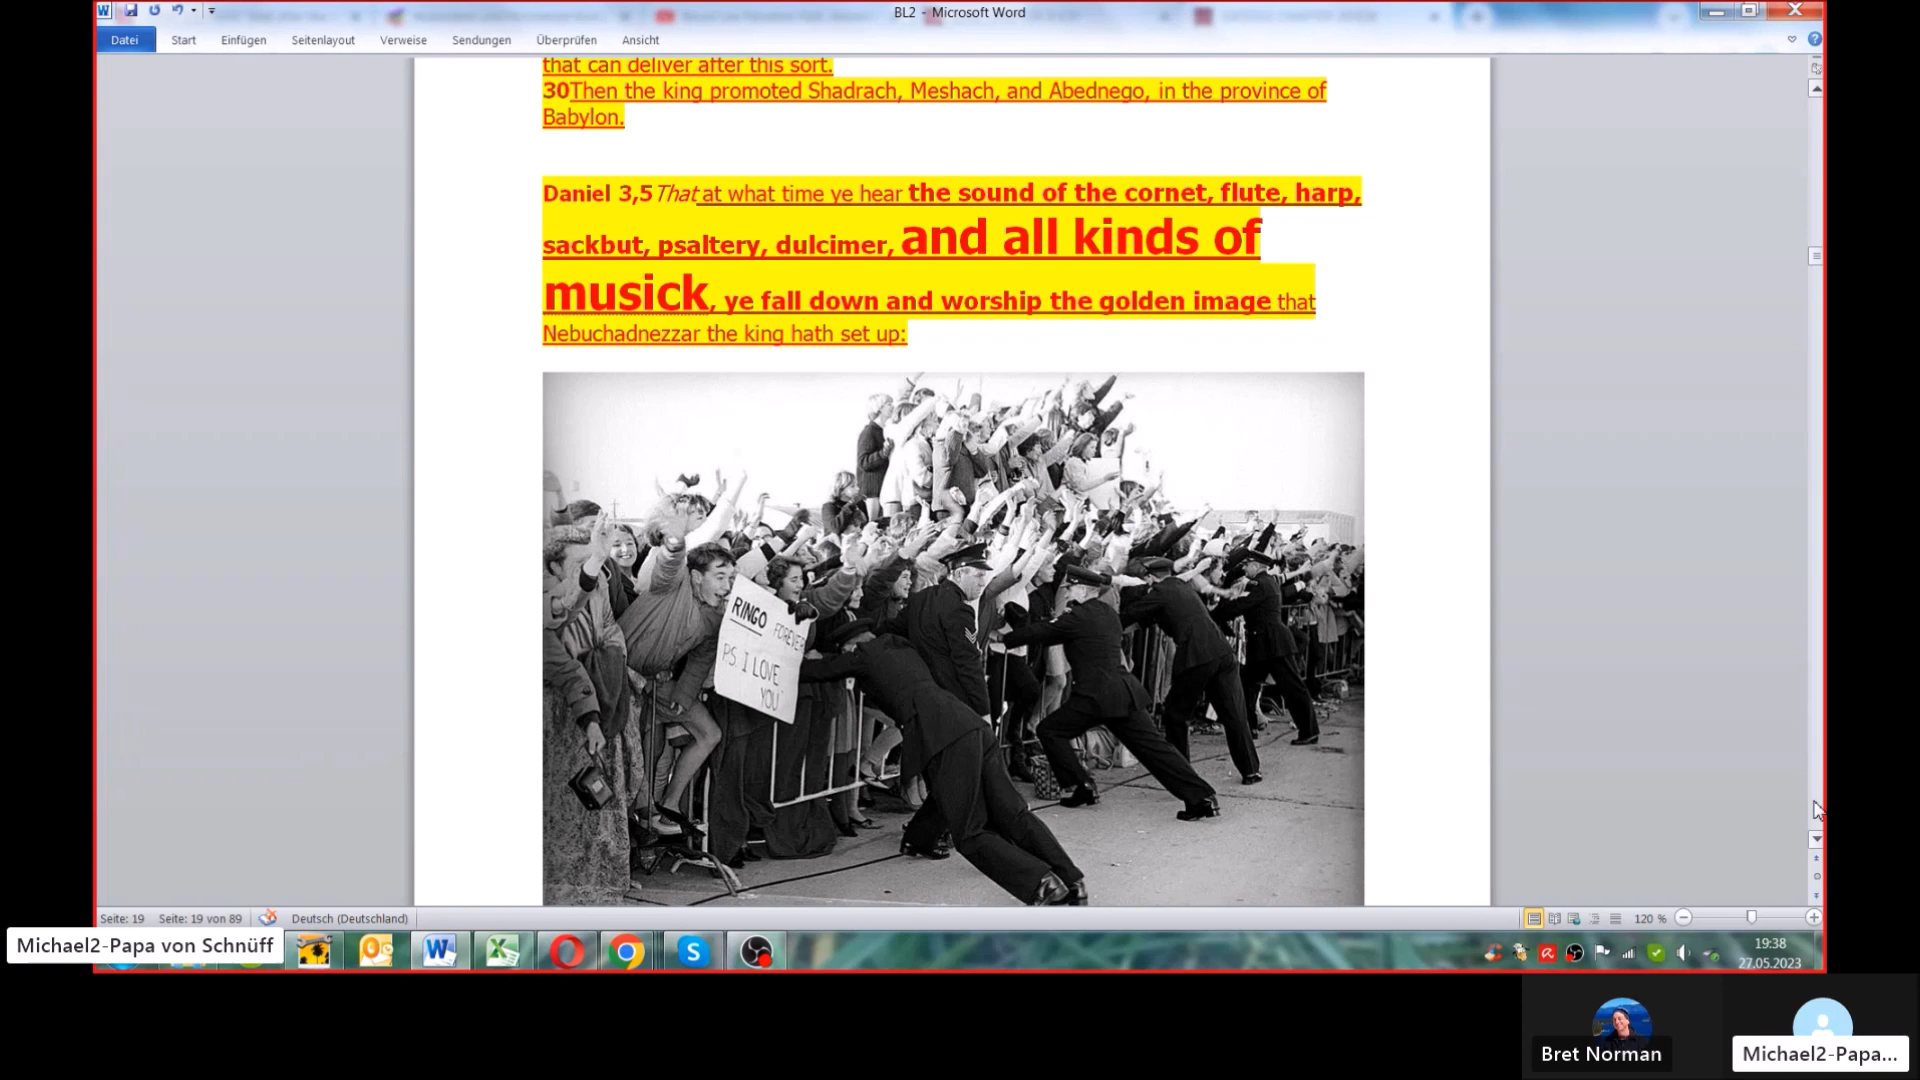 BL2 - Microsoft Word
Datei Start Einfügen Seitenlayout Verweise Sendungen Überprüfen Ansicht
that can deliver after this sort.
30Then the king promoted Shadrach, Meshach, and Abednego, in the province of
Babylon.
Daniel 3,5 That at what time ye hear the sound of the cornet, flute, harp,
sackbut, psaltery, dulcimer, and all kinds of
musick, ye fall down and worship the golden image that
Nebuchadnezzar the king hath set up:
RINGO
FOREVER
P.S. I LOVE
YOU
Seite: 19 Seite: 19 von 89 Deutsch (Deutschland) 120 %
Michael2-Papa von Schnüff
19:38
27.05.2023
Bret Norman
Michael2-Papa...